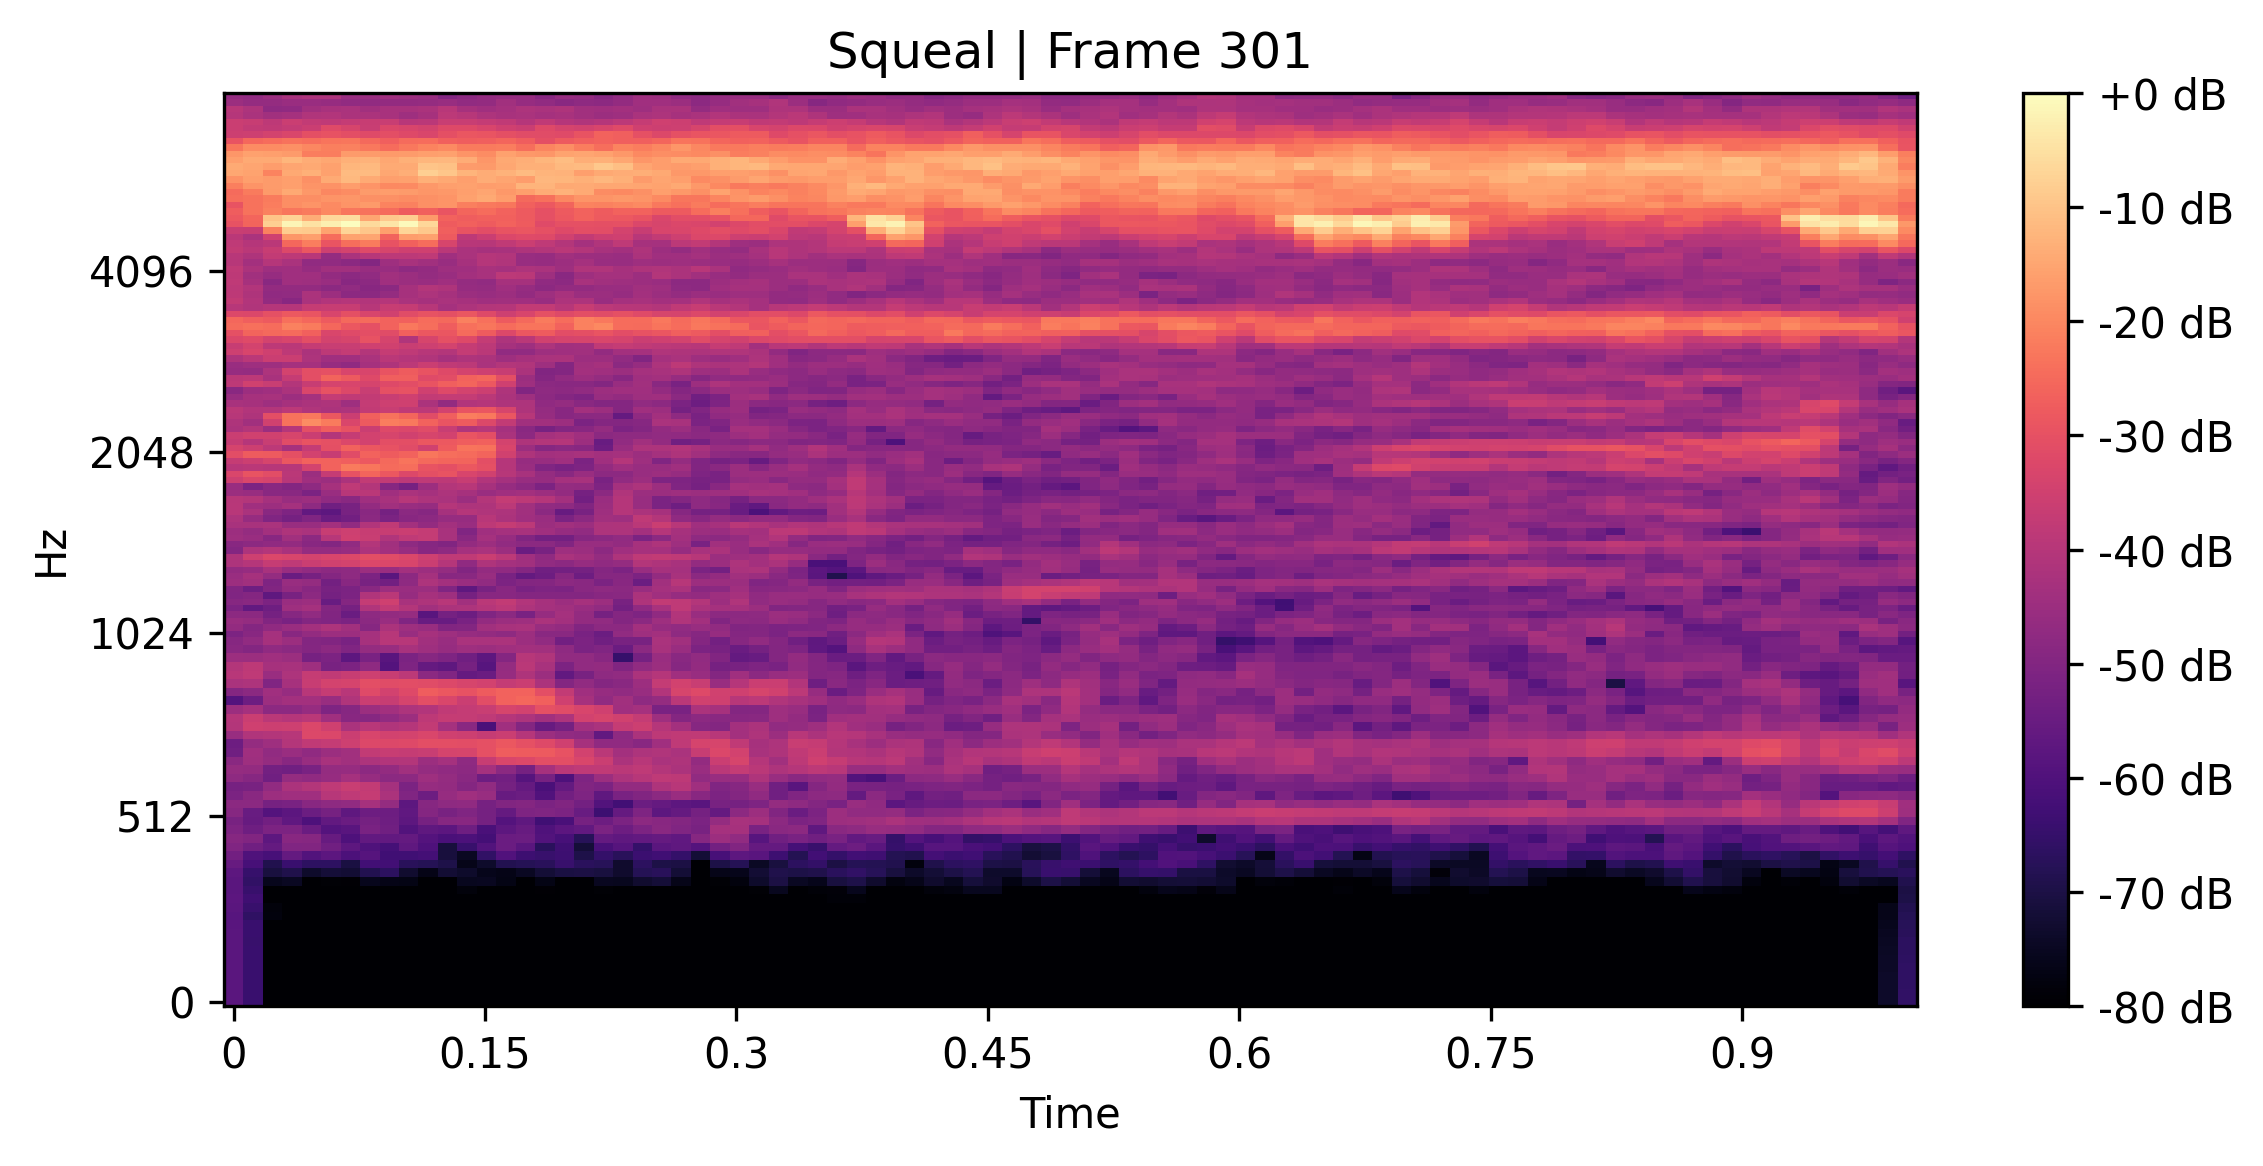 Squeal | Frame 301
+0 dB
-10 dB
-20 dB
-30 dB
-40 dB
-50 dB
-60 dB
-70 dB
-80 dB
4096
2048
1024
512
0
Hz
0 0.15 0.3 0.45 0.6 0.75 0.9
Time